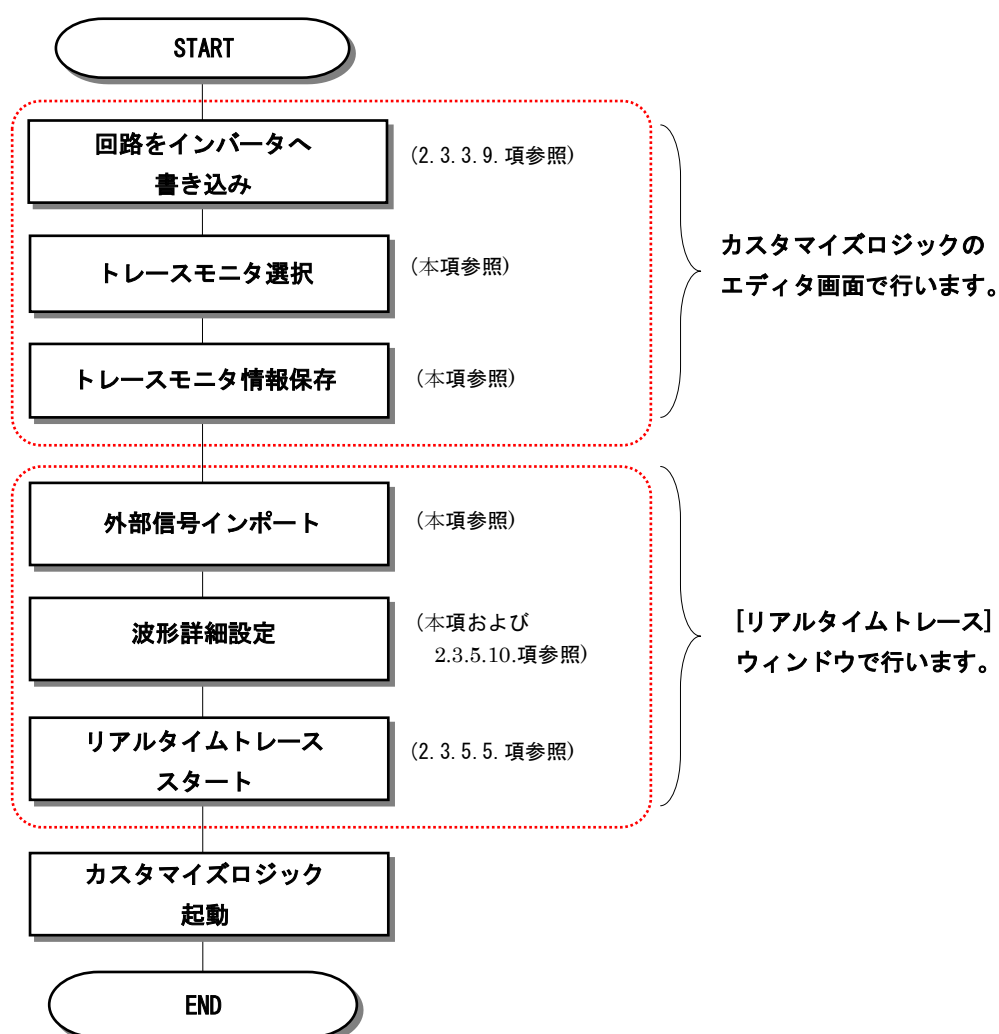 START
回路をインバータへ
書き込み
(2.3.3.9.項参照)
トレースモニタ選択
(本項参照)
トレースモニタ情報保存
(本項参照)
カスタマイズロジックの
エディタ画面で行います。
外部信号インポート
(本項参照)
波形詳細設定
(本項および
2.3.5.10.項参照)
リアルタイムトレース
スタート
(2.3.5.5.項参照)
[リアルタイムトレース]
ウィンドウで行います。
カスタマイズロジック
起動
END